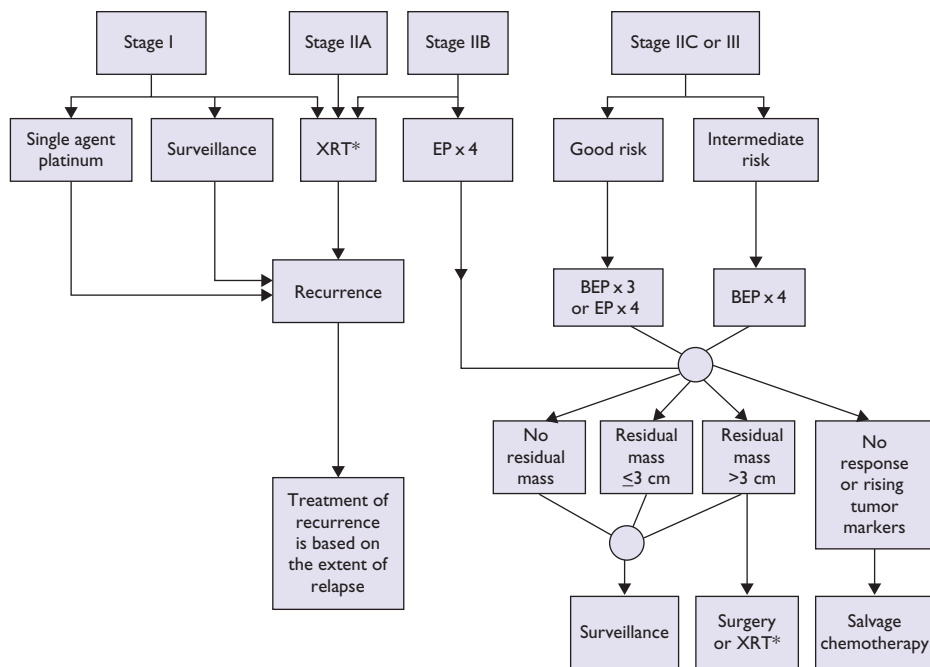 Stage I
Stage IIA
Stage IIB
Stage IIC or III
Single agent
platinum
Surveillance
XRT*
EP x 4
Good risk
Intermediate
risk
Recurrence
BEP x 3
or EP x 4
BEP x 4
No
residual
mass
Residual
mass
≤3 cm
Residual
mass
>3 cm
No
response
or rising
tumor
markers
Treatment of
recurrence
is based on
the extent of
relapse
Surveillance
Surgery
or XRT*
Salvage
chemotherapy